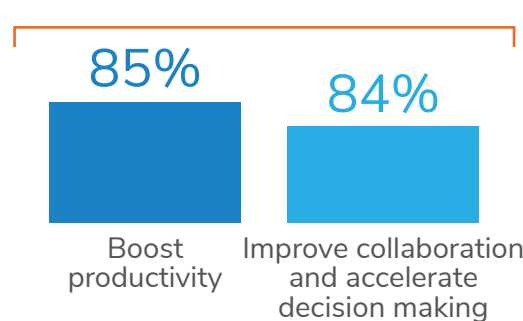 85%
84%
Boost
productivity
Improve collaboration
and accelerate
decision making